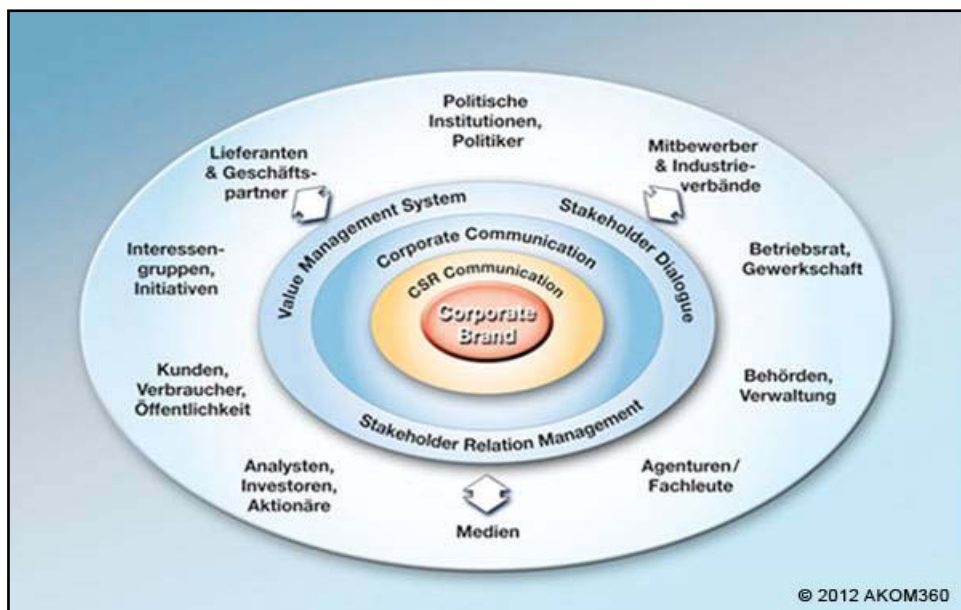 Politische
Institutionen,
Politiker
Lieferanten
& Geschäfts-
partner
Mitbewerber
& Industrie-
verbände
Interessen-
gruppen,
Initiativen
Betriebsrat,
Gewerkschaft
Value Management System
Stakeholder Dialogue
Corporate Communication
CSR Communication
Corporate
Brand
Stakeholder Relation Management
Kunden,
Verbraucher,
Öffentlichkeit
Behörden,
Verwaltung
Analysten,
Investoren,
Aktionäre
Agenturen/
Fachleute
Medien
© 2012 AKOM360